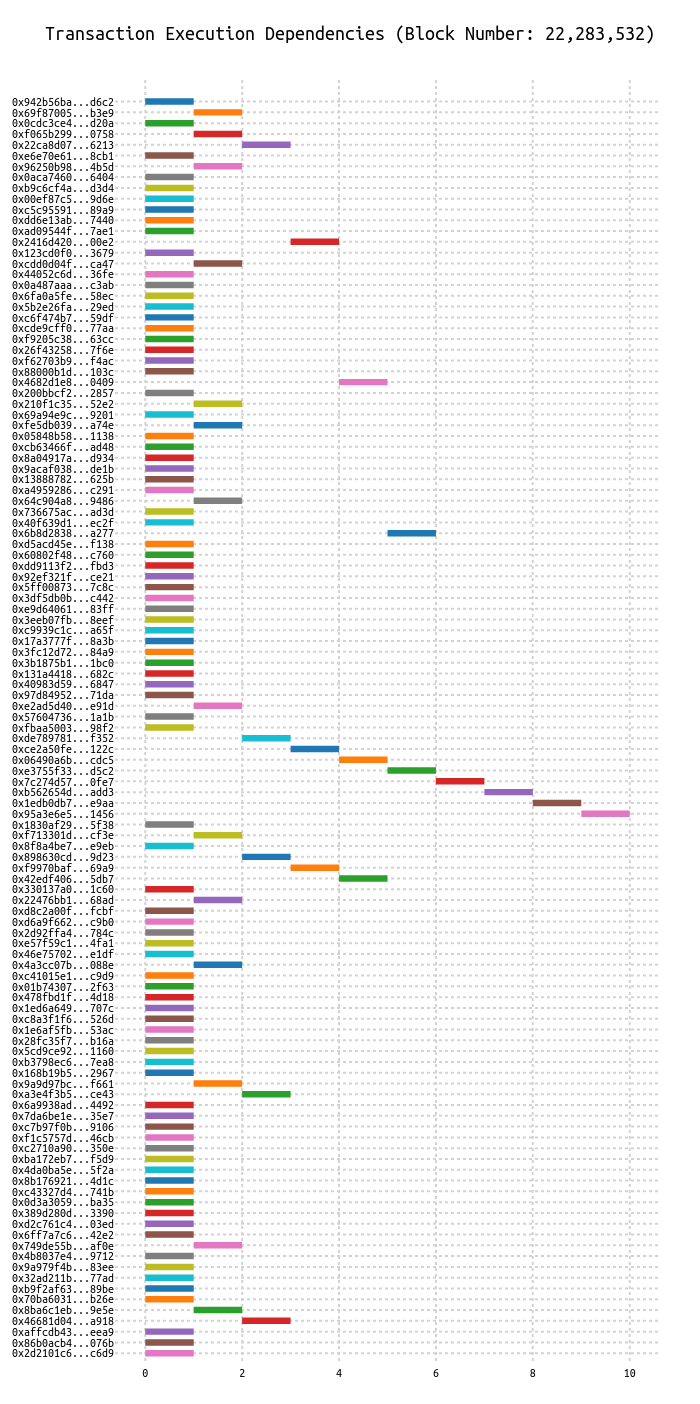 Transaction Execution Dependencies (Block Number: 22,283,532)
0x942b56ba...d6c2
0x69f87005...b3e9
0x0cdc3ce4...d20a
0xf065b299...0758
0x22ca8d07...6213
0xe6e70e61...8cb1
0x96250b98...4b5d
0x0aca7460...6404
0xb9c6cf4a...d3d4
0x00ef87c5...9d6e
0xc5c95591...89a9
0xdd6e13ab...7440
0xad09544f...7ae1
0x2416d420...00e2
0x123cd0f0...3679
0xcdd0d04f...ca47
0x44052c6d...36fe
0x0a487aaa...c3ab
0x6fa0a5fe...58ec
0x5b2e26fa...29ed
0xc6f474b7...59df
0xcde9cff0...77aa
0xf9205c38...63cc
0x26f43258...7f6e
0xf62703b9...f4ac
0x88000b1d...103c
0x4682d1e8...0409
0x200bbcf2...2857
0x210f1c35...52e2
0x69a94e9c...9201
0xfe5db039...a74e
0x05848b58...1138
0xcb63466f...ad48
0x8a04917a...d934
0x9acaf038...de1b
0x13888782...625b
0xa4959286...c291
0x64c904a8...9486
0x736675ac...ad3d
0x40f639d1...ec2f
0x6b8d2838...a277
0xd5acd45e...f138
0x60802f48...c760
0xdd9113f2...fbd3
0x92ef321f...ce21
0x5ff00873...7c8c
0x3df5db0b...c442
0xe9d64061...83ff
0x3eeb07fb...8eef
0xc9939c1c...a65f
0x17a3777f...8a3b
0x3fc12d72...84a9
0x3b1875b1...1bc0
0x131a4418...682c
0x40983d59...6847
0x97d84952...71da
0xe2ad5d40...e91d
0x57604736...1a1b
0xfbaa5003...98f2
0xde789781...f352
0xce2a50fe...122c
0x06490a6b...cdc5
0xe3755f33...d5c2
0x7c274d57...0fe7
0xb562654d...add3
0x1edb0db7...e9aa
0x95a3e6e5...1456
0x1830af29...5f38
0xf713301d...cf3e
0x8f8a4be7...e9eb
0x898630cd...9d23
0xf9970baf...69a9
0x42edf406...5db7
0x330137a0...1c60
0x22476bb1...68ad
0xd8c2a00f...fcbf
0xd6a9f662...c9b0
0x2d92ffa4...784c
0xe57f59c1...4fa1
0x46e75702...e1df
0x4a3cc07b...088e
0xc41015e1...c9d9
0x01b74307...2f63
0x478fbd1f...4d18
0x1ed6a649...707c
0xc8a3f1f6...526d
0x1e6af5fb...53ac
0x28fc35f7...b16a
0x5cd9ce92...1160
0xb3798ec6...7ea8
0x168b19b5...2967
0x9a9d97bc...f661
0xa3e4f3b5...ce43
0x6a9938ad...4492
0x7da6be1e...35e7
0xc7b97f0b...9106
0xf1c5757d...46cb
0xc2710a90...350e
0xba172eb7...f5d9
0x4da0ba5e...5f2a
0x8b176921...4d1c
0xc43327d4...741b
0x0d3a3059...ba35
0x389d280d...3390
0xd2c761c4...03ed
0x6ff7a7c6...42e2
0x749de55b...af0e
0x4b8037e4...9712
0x9a979f4b...83ee
0x32ad211b...77ad
0xb9f2af63...89be
0x70ba6031...b26e
0x8ba6c1eb...9e5e
0x46681d04...a918
0xaffcdb43...eea9
0x86b0acb4...076b
0x2d2101c6...c6d9
0 2 4 6 8 10